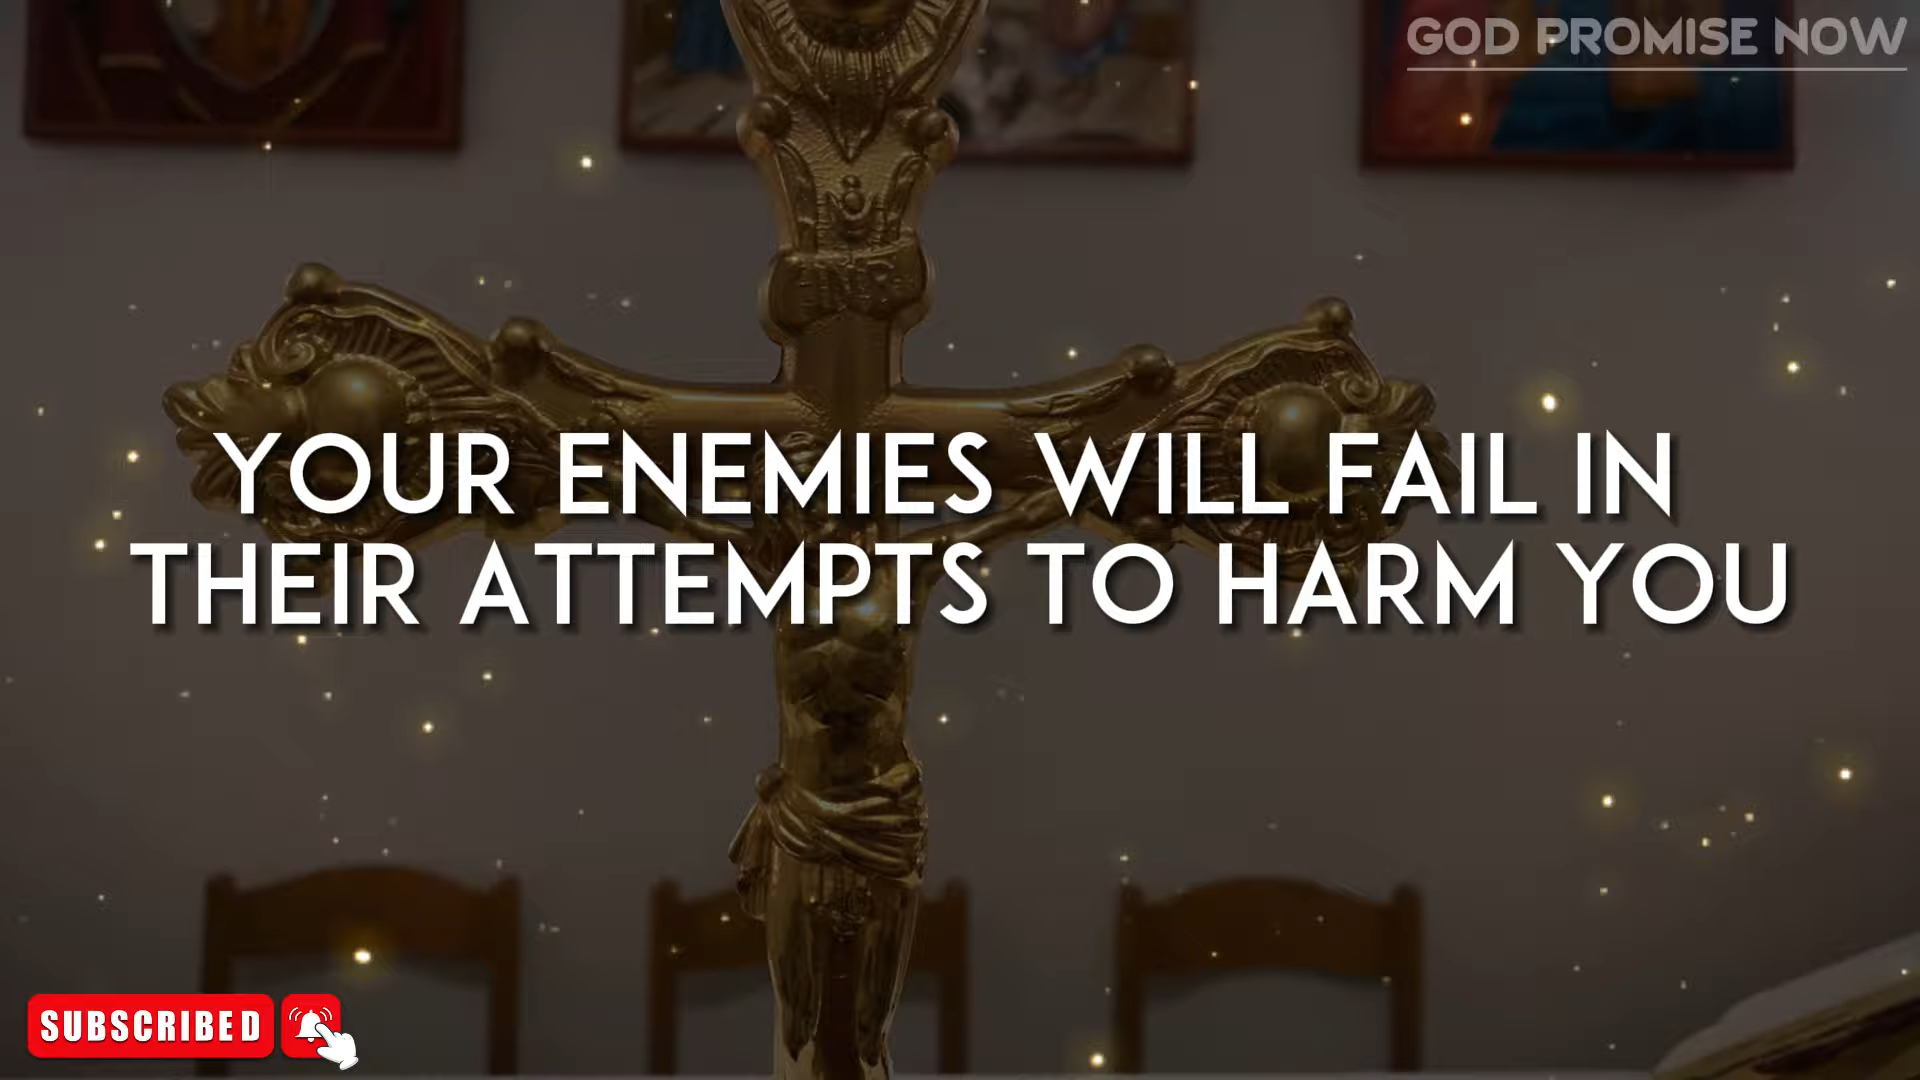 GOD PROMISE NOW
YOUR ENEMIES WILL FAIL IN
THEIR ATTEMPTS TO HARM YOU
SUBSCRIBED